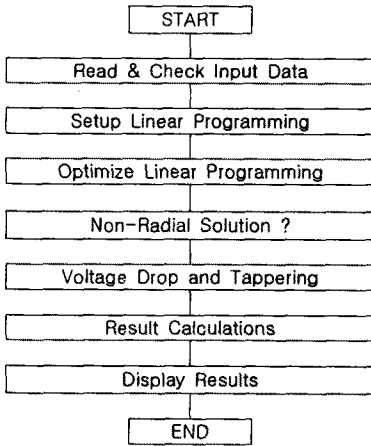 START
Read & Check Input Data
Setup Linear Programming
Optimize Linear Programming
Non-Radial Solution ?
Voltage Drop and Tappering
Result Calculations
Display Results
END